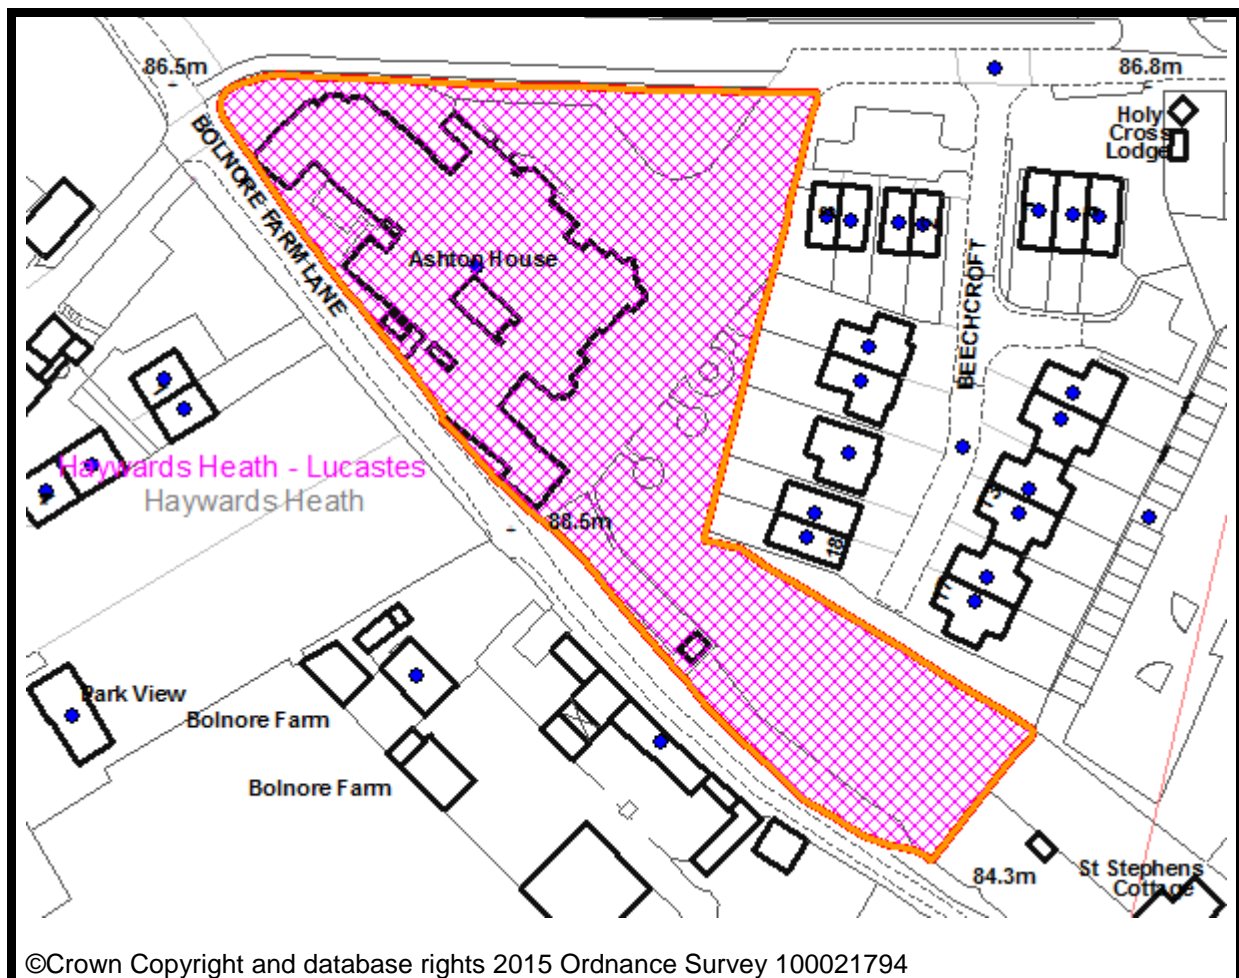 86.5m
86.8m
Holy
Cross
Lodge
BOLNORE FARM LANE
Ashton House
BEECHCROFT
Haywards Heath - Lucastes
Haywards Heath
88.5m
18
Park View
Bolnore Farm
Bolnore Farm
84.3m
St Stephens
Cottage
©Crown Copyright and database rights 2015 Ordnance Survey 100021794